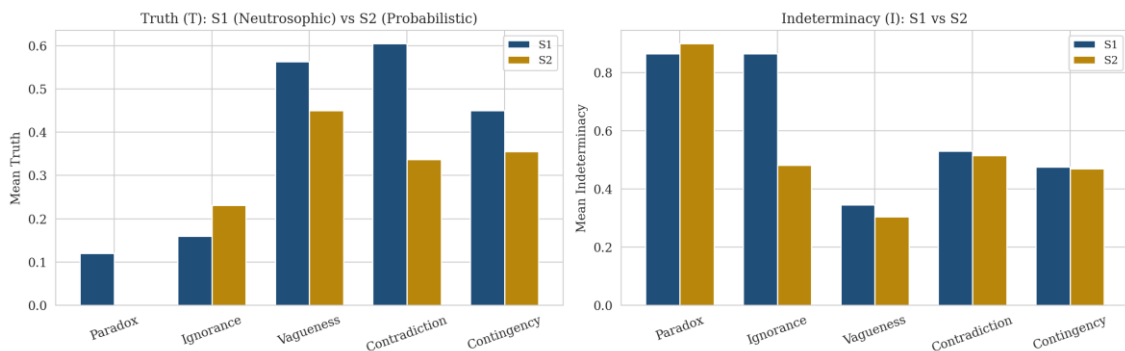 Truth (T): S1 (Neutrosophic) vs S2 (Probabilistic)
S1
S2
Mean Truth
0.6
0.5
0.4
0.3
0.2
0.1
0.0
Paradox
Ignorance
Vagueness
Contradiction
Contingency
Indeterminacy (I): S1 vs S2
S1
S2
Mean Indeterminacy
0.8
0.6
0.4
0.2
0.0
Paradox
Ignorance
Vagueness
Contradiction
Contingency